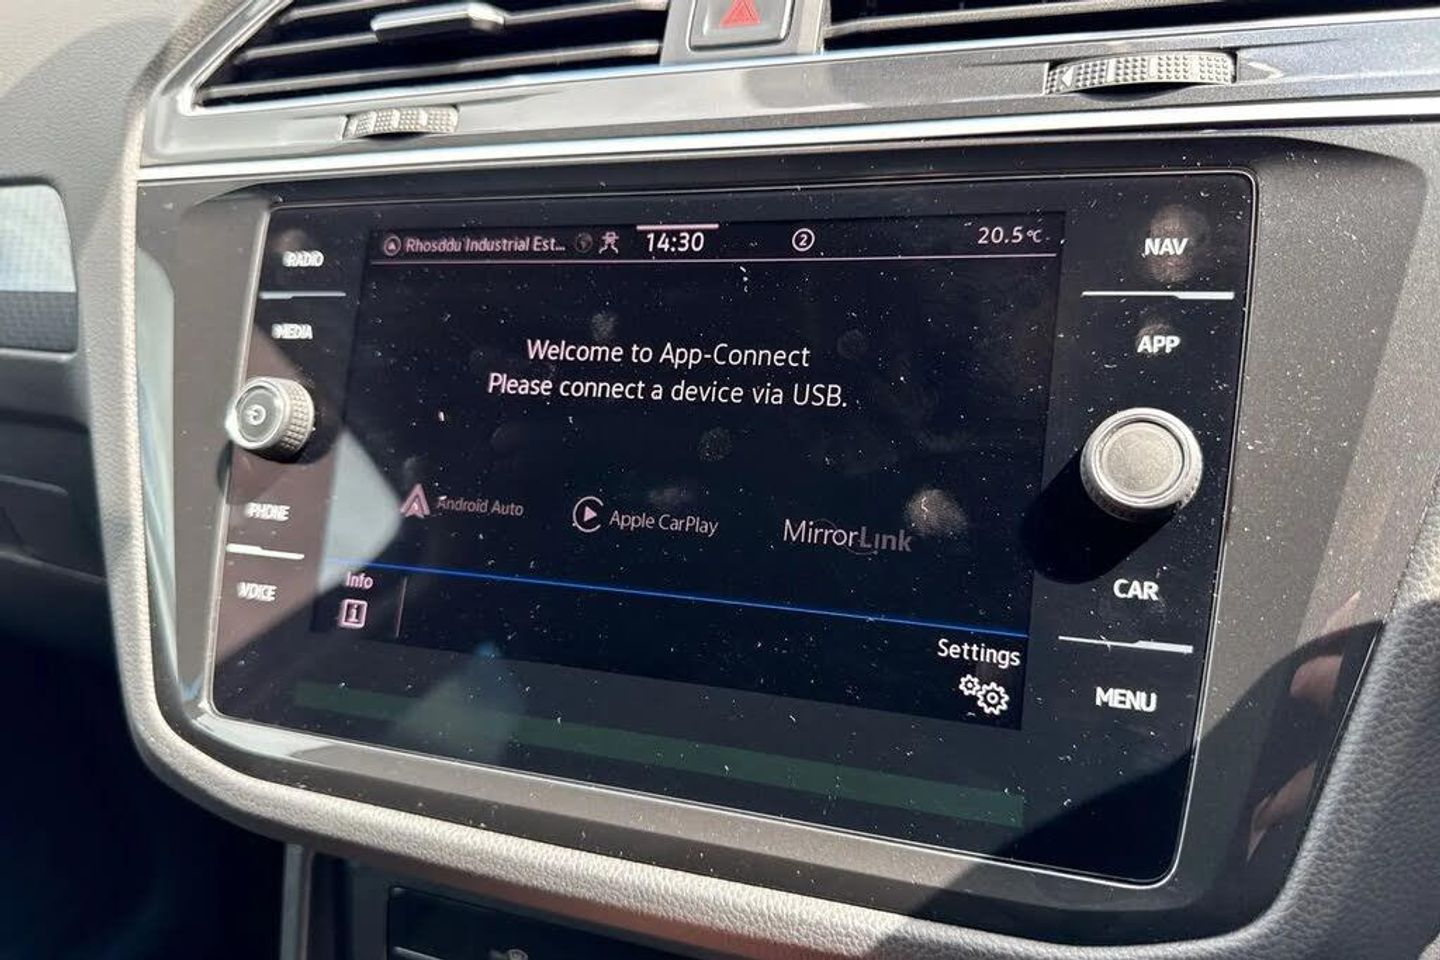 Rhosddu Industrial Est...
14:30
2
20.5°C
RADIO
MEDIA
PHONE
VOICE
Welcome to App-Connect
Please connect a device via USB.
Android Auto
Apple CarPlay
MirrorLink
Info
i
Settings
NAV
APP
CAR
MENU